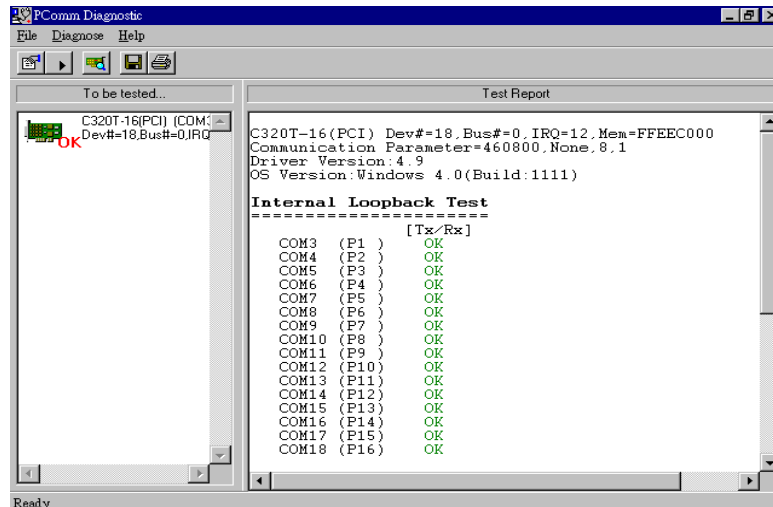 PComm Diagnostic
File Diagnose Help
To be tested...
C320T-16(PCI) (COM3
Dev#=18,Bus#=0,IRQ
OK
Test Report
C320T-16(PCI) Dev#=18,Bus#=0,IRQ=12,Mem=FFEEC000
Communication Parameter=460800,None,8,1
Driver Version:4.9
OS Version:Windows 4.0(Build:1111)
Internal Loopback Test
=========================
[Tx/Rx]
COM3 (P1 ) OK
COM4 (P2 ) OK
COM5 (P3 ) OK
COM6 (P4 ) OK
COM7 (P5 ) OK
COM8 (P6 ) OK
COM9 (P7 ) OK
COM10 (P8 ) OK
COM11 (P9 ) OK
COM12 (P10) OK
COM13 (P11) OK
COM14 (P12) OK
COM15 (P13) OK
COM16 (P14) OK
COM17 (P15) OK
COM18 (P16) OK
Ready